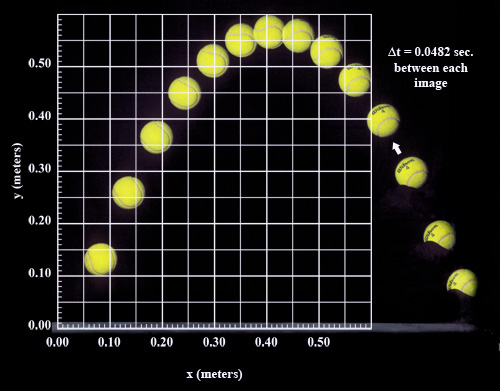 Δt = 0.0482 sec.
between each
image
0.50
0.40
0.30
0.20
0.10
0.00
y (meters)
0.00 0.10 0.20 0.30 0.40 0.50
x (meters)